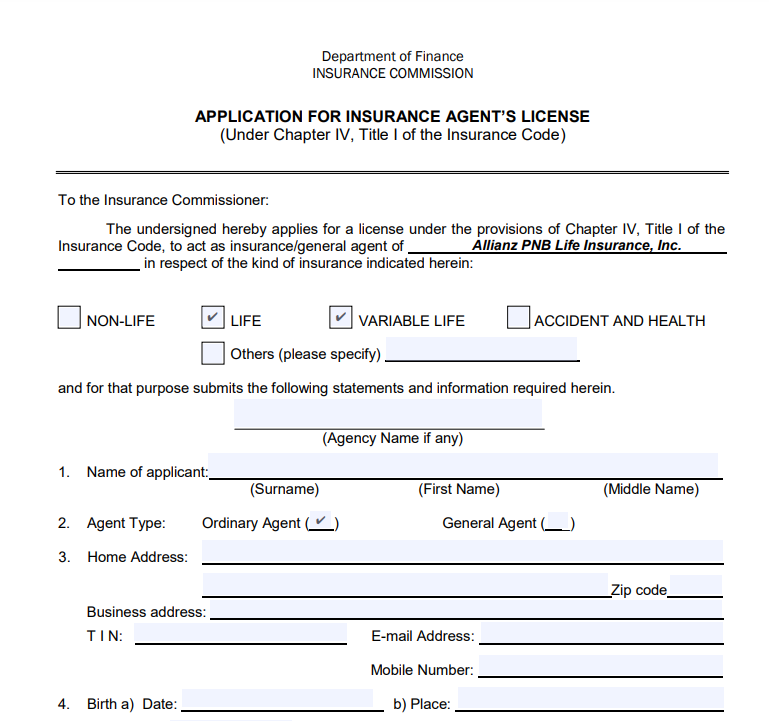 Department of Finance
INSURANCE COMMISSION
APPLICATION FOR INSURANCE AGENT'S LICENSE
(Under Chapter IV, Title I of the Insurance Code)
To the Insurance Commissioner:
The undersigned hereby applies for a license under the provisions of Chapter IV, Title I of the
Insurance Code, to act as insurance/general agent of Allianz PNB Life Insurance, Inc.
in respect of the kind of insurance indicated herein:
NON-LIFE ✔ LIFE ✔ VARIABLE LIFE ACCIDENT AND HEALTH
Others (please specify)
and for that purpose submits the following statements and information required herein.
(Agency Name if any)
1. Name of applicant:
(Surname) (First Name) (Middle Name)
2. Agent Type: Ordinary Agent (✔) General Agent (__)
3. Home Address:
Zip code
Business address:
T I N: E-mail Address:
Mobile Number:
4. Birth a) Date: b) Place: